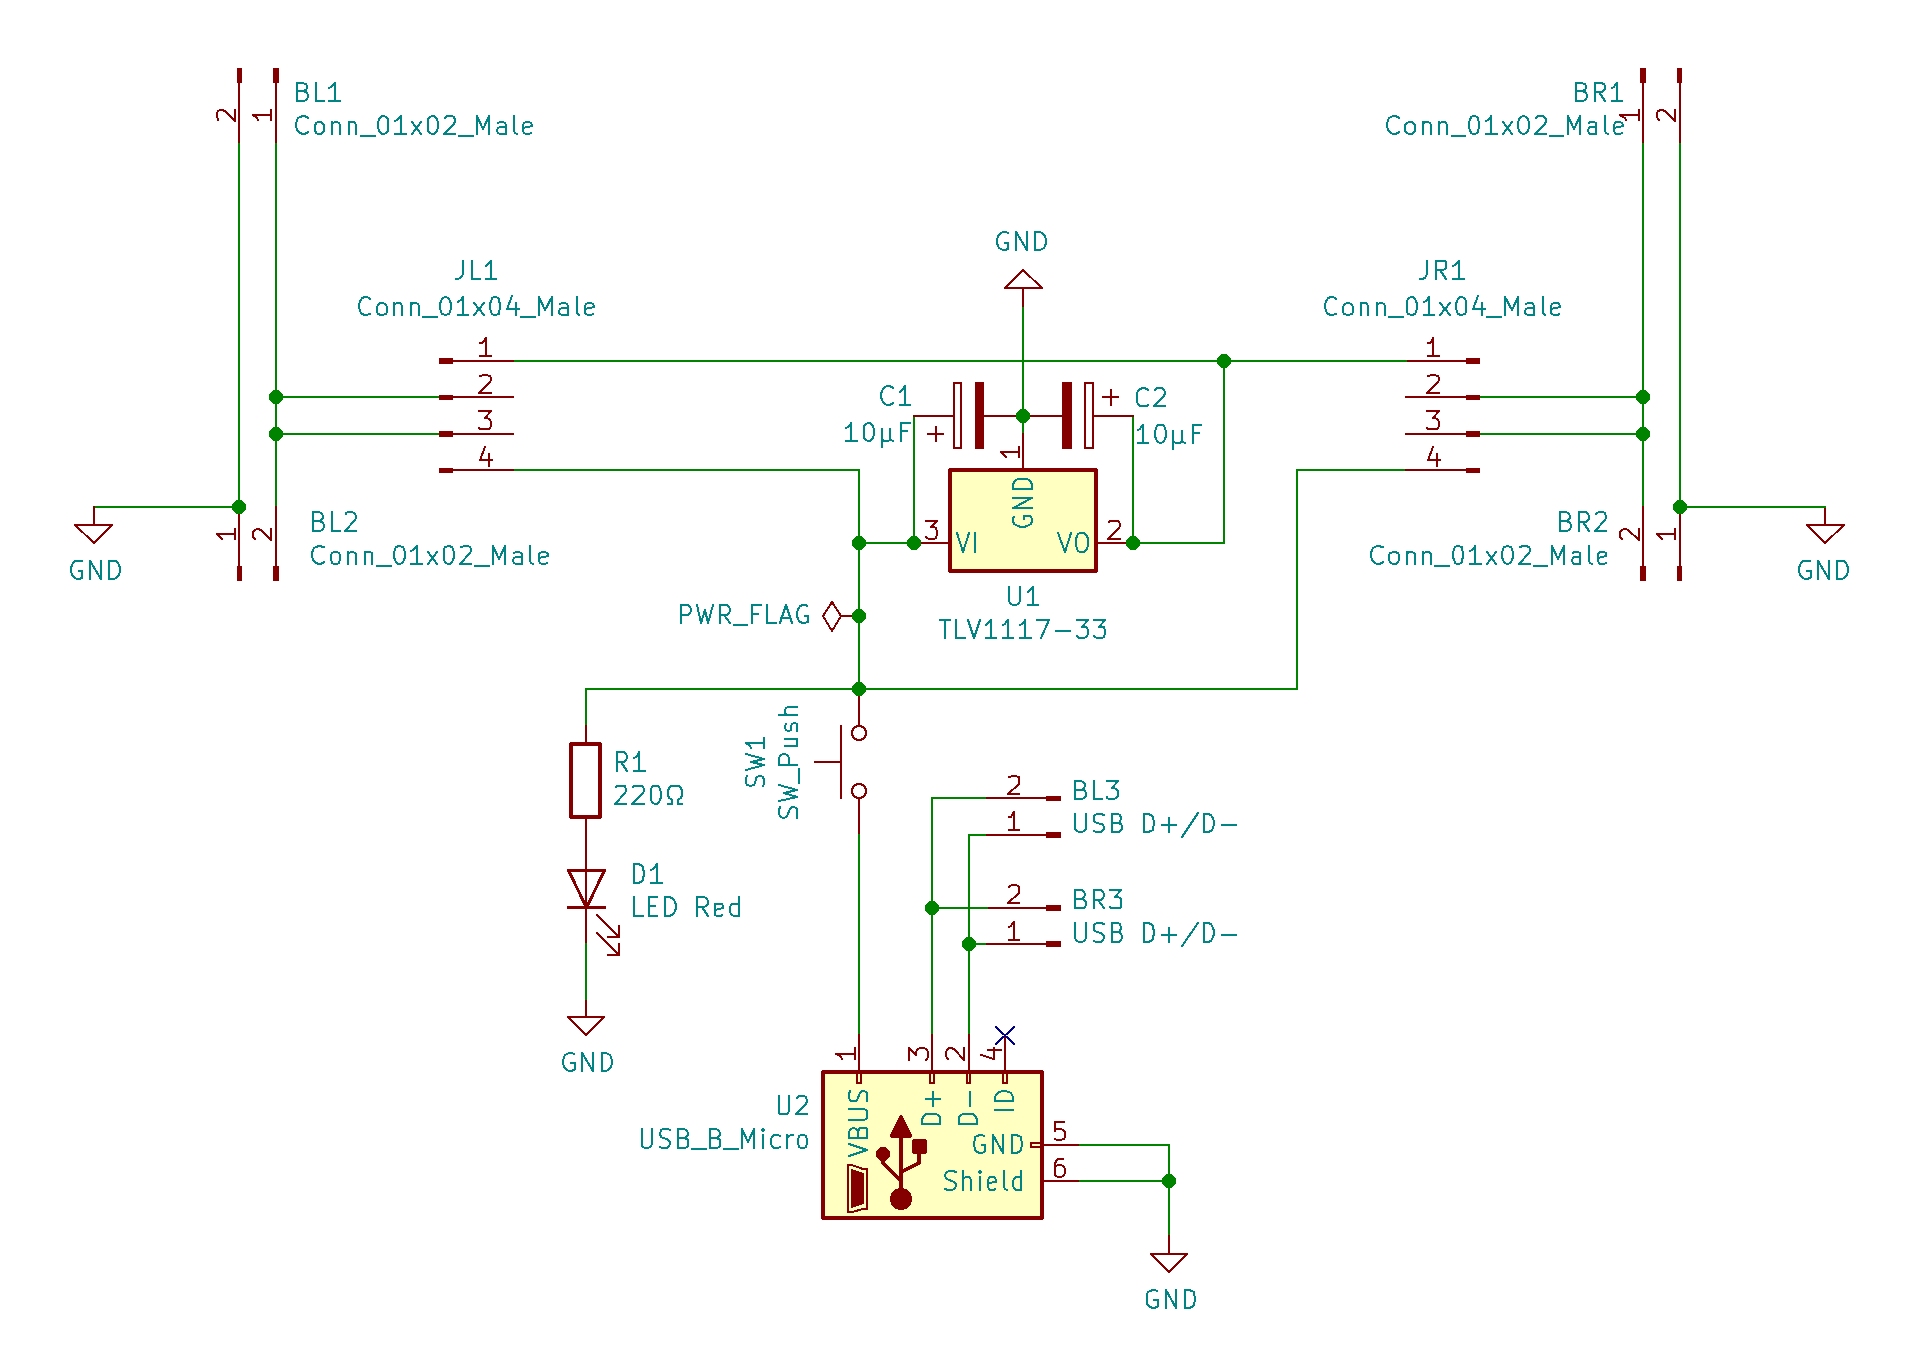 2
1
BL1
Conn_01x02_Male
BR1
Conn_01x02_Male
1
2
GND
JL1
Conn_01x04_Male
1
2
3
4
JR1
Conn_01x04_Male
1
2
3
4
C1
10µF
+
+
C2
10µF
1
GND
3
VI
VO
2
U1
TLV1117-33
1
2
BL2
Conn_01x02_Male
GND
BR2
Conn_01x02_Male
2
1
GND
PWR_FLAG
SW1
SW_Push
R1
220Ω
D1
LED Red
GND
2
1
BL3
USB D+/D-
2
1
BR3
USB D+/D-
1
3
2
4
VBUS
D+
D-
ID
U2
USB_B_Micro
GND
5
Shield
6
GND